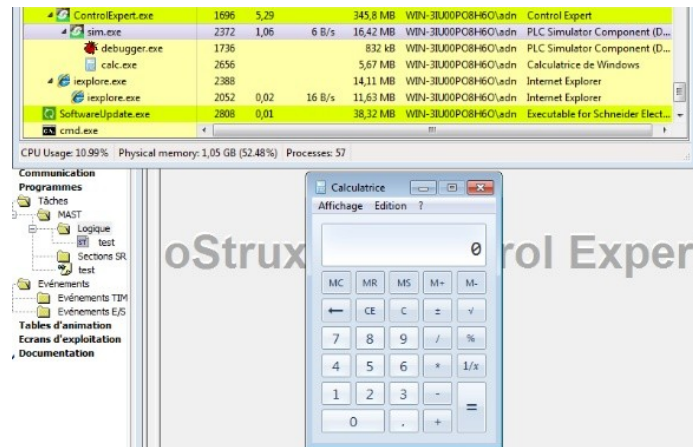 ControlExpert.exe 1696 5,29 345,8 MB WIN-3IU00PO8H6O\adn Control Expert
sim.exe 2372 1,06 6 B/s 16,42 MB WIN-3IU00PO8H6O\adn PLC Simulator Component (D...
debugger.exe 1736 832 kB WIN-3IU00PO8H6O\adn PLC Simulator Component (D...
calc.exe 2656 5,67 MB WIN-3IU00PO8H6O\adn Calculatrice de Windows
iexplore.exe 2388 14,11 MB WIN-3IU00PO8H6O\adn Internet Explorer
iexplore.exe 2052 0,02 16 B/s 11,63 MB WIN-3IU00PO8H6O\adn Internet Explorer
SoftwareUpdate.exe 2808 0,01 38,32 MB WIN-3IU00PO8H6O\adn Executable for Schneider Elect...
cmd.exe
CPU Usage: 10.99% Physical memory: 1,05 GB (52.48%) Processes: 57
Communication
Programmes
Tâches
MAST
Logique
ST test
Sections SR
test
Evénements
Evénements TIM
Evénements E/S
Tables d'animation
Ecrans d'exploitation
Documentation
oStrux
rol Exper
Calculatrice
Affichage Edition ?
0
MC MR MS M+ M-
← CE C ± √
7 8 9 / %
4 5 6 * 1/x
1 2 3 - =
0 , +